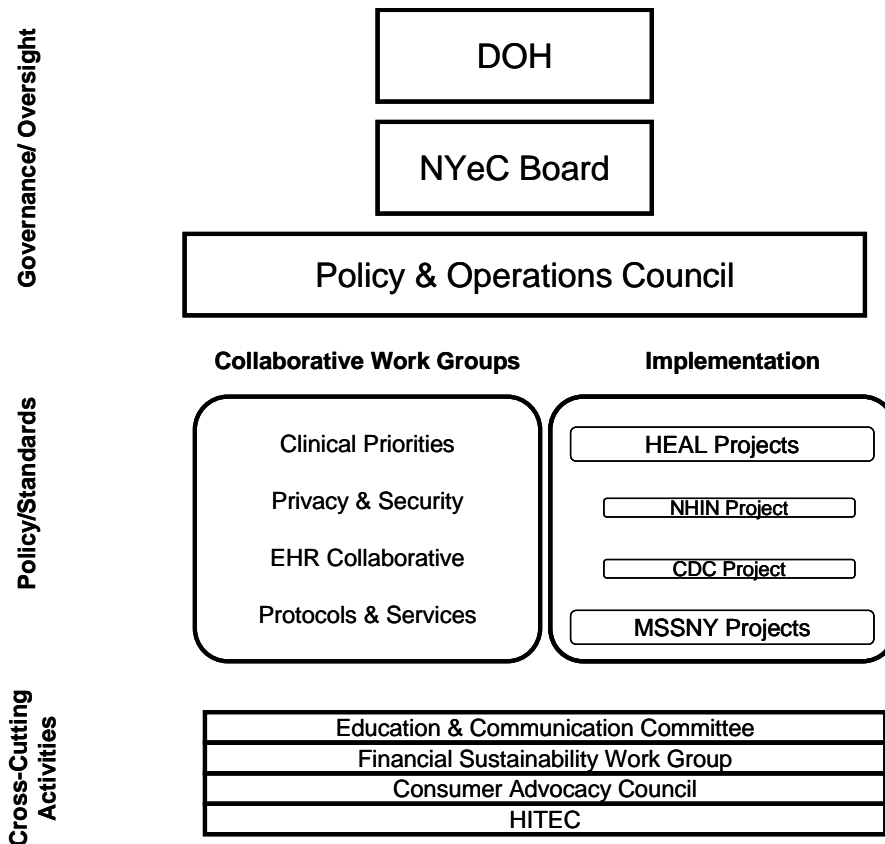 Governance/ Oversight
DOH
NYeC Board
Policy & Operations Council
Policy/Standards
Collaborative Work Groups
Clinical Priorities
Privacy & Security
EHR Collaborative
Protocols & Services
Implementation
HEAL Projects
NHIN Project
CDC Project
MSSNY Projects
Cross-Cutting
Activities
Education & Communication Committee
Financial Sustainability Work Group
Consumer Advocacy Council
HITEC